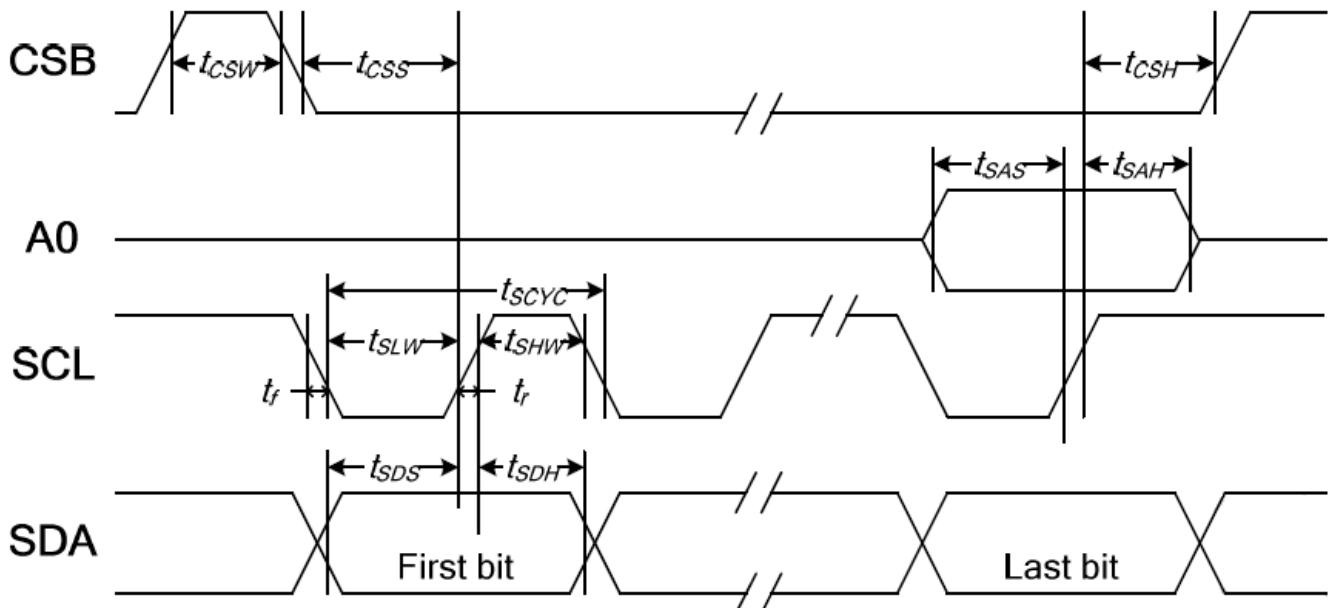 CSB
tCSW
tCSS
tCSH
tSAS
tSAH
A0
tSCYC
tSLW
tSHW
SCL
tf
tr
tSDS
tSDH
SDA
First bit
Last bit